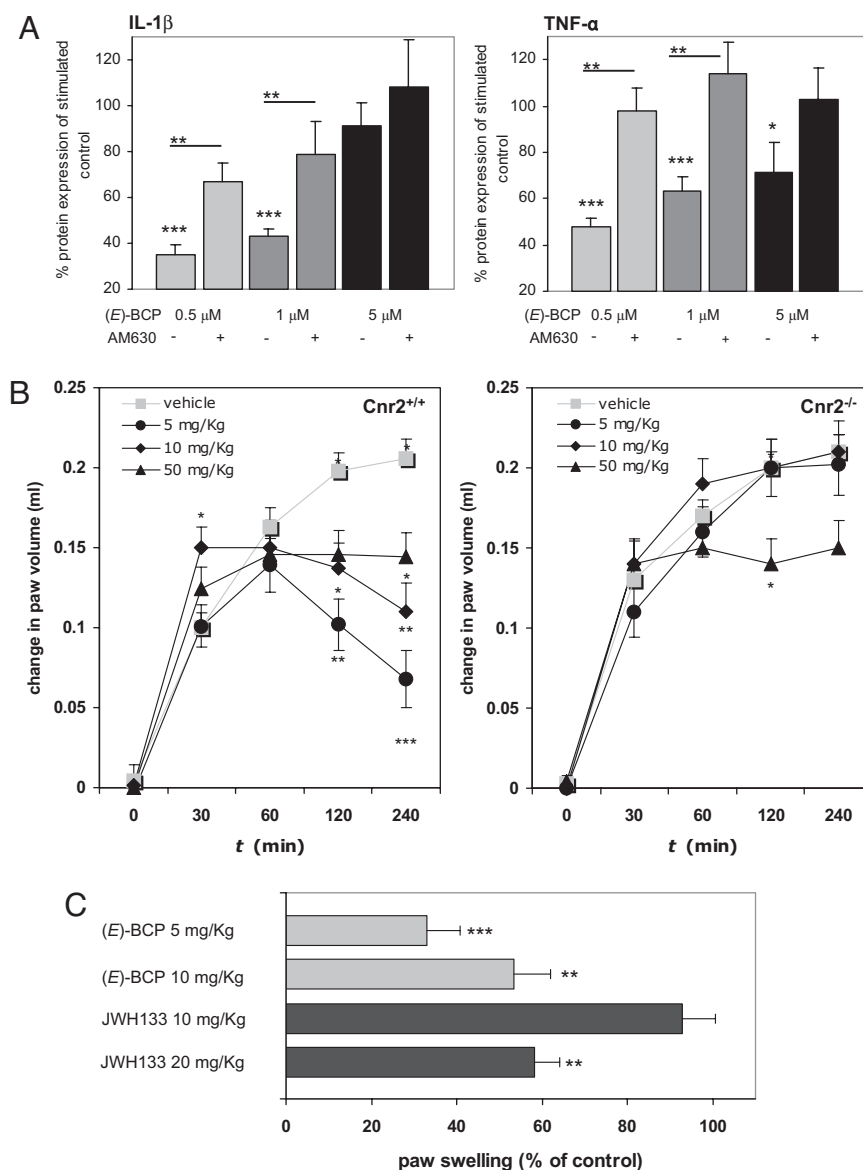 A
IL-1β
% protein expression of stimulated
control
120
100
80
60
40
20
***
**
***
**
(E)-BCP 0.5 μM 1 μM 5 μM
AM630 - + - + - +
TNF-α
% protein expression of stimulated
control
120
100
80
60
40
20
***
**
***
**
*
(E)-BCP 0.5 μM 1 μM 5 μM
AM630 - + - + - +
B
Cnr2+/+
vehicle
5 mg/Kg
10 mg/Kg
50 mg/Kg
change in paw volume (ml)
0.25
0.2
0.15
0.1
0.05
0
*
*
*
*
*
**
**
***
0 30 60 120 240
t (min)
Cnr2-/-
vehicle
5 mg/Kg
10 mg/Kg
50 mg/Kg
change in paw volume (ml)
0.25
0.2
0.15
0.1
0.05
0
*
*
0 30 60 120 240
t (min)
C
(E)-BCP 5 mg/Kg ***
(E)-BCP 10 mg/Kg **
JWH133 10 mg/Kg
JWH133 20 mg/Kg **
0 20 40 60 80 100
paw swelling (% of control)